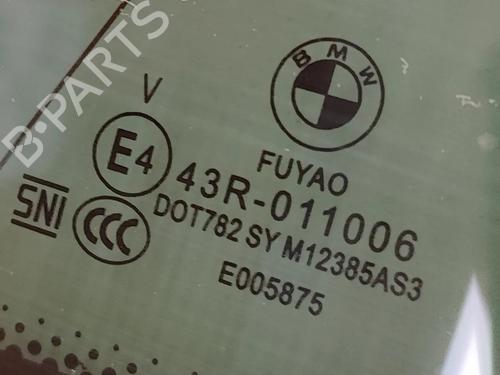 B-PARTS
BMW
V
FUYAO
E4
43R-011006
SNI
CCC
DOT782 SY M12385AS3
E005875